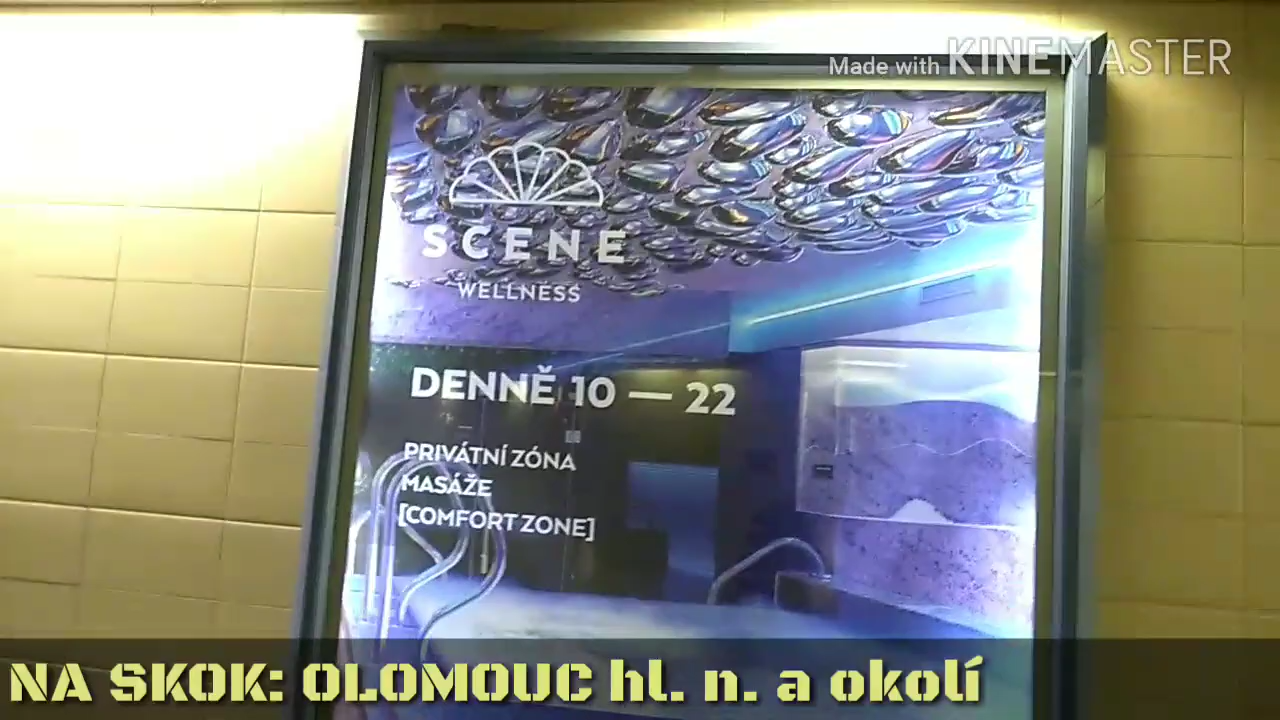 Made with KINEMASTER
SCENE
WELLNESS
DENNĚ 10 — 22
PRIVÁTNÍ ZÓNA
MASÁŽE
[COMFORT ZONE]
NA SKOK: OLOMOUC hl. n. a okolí